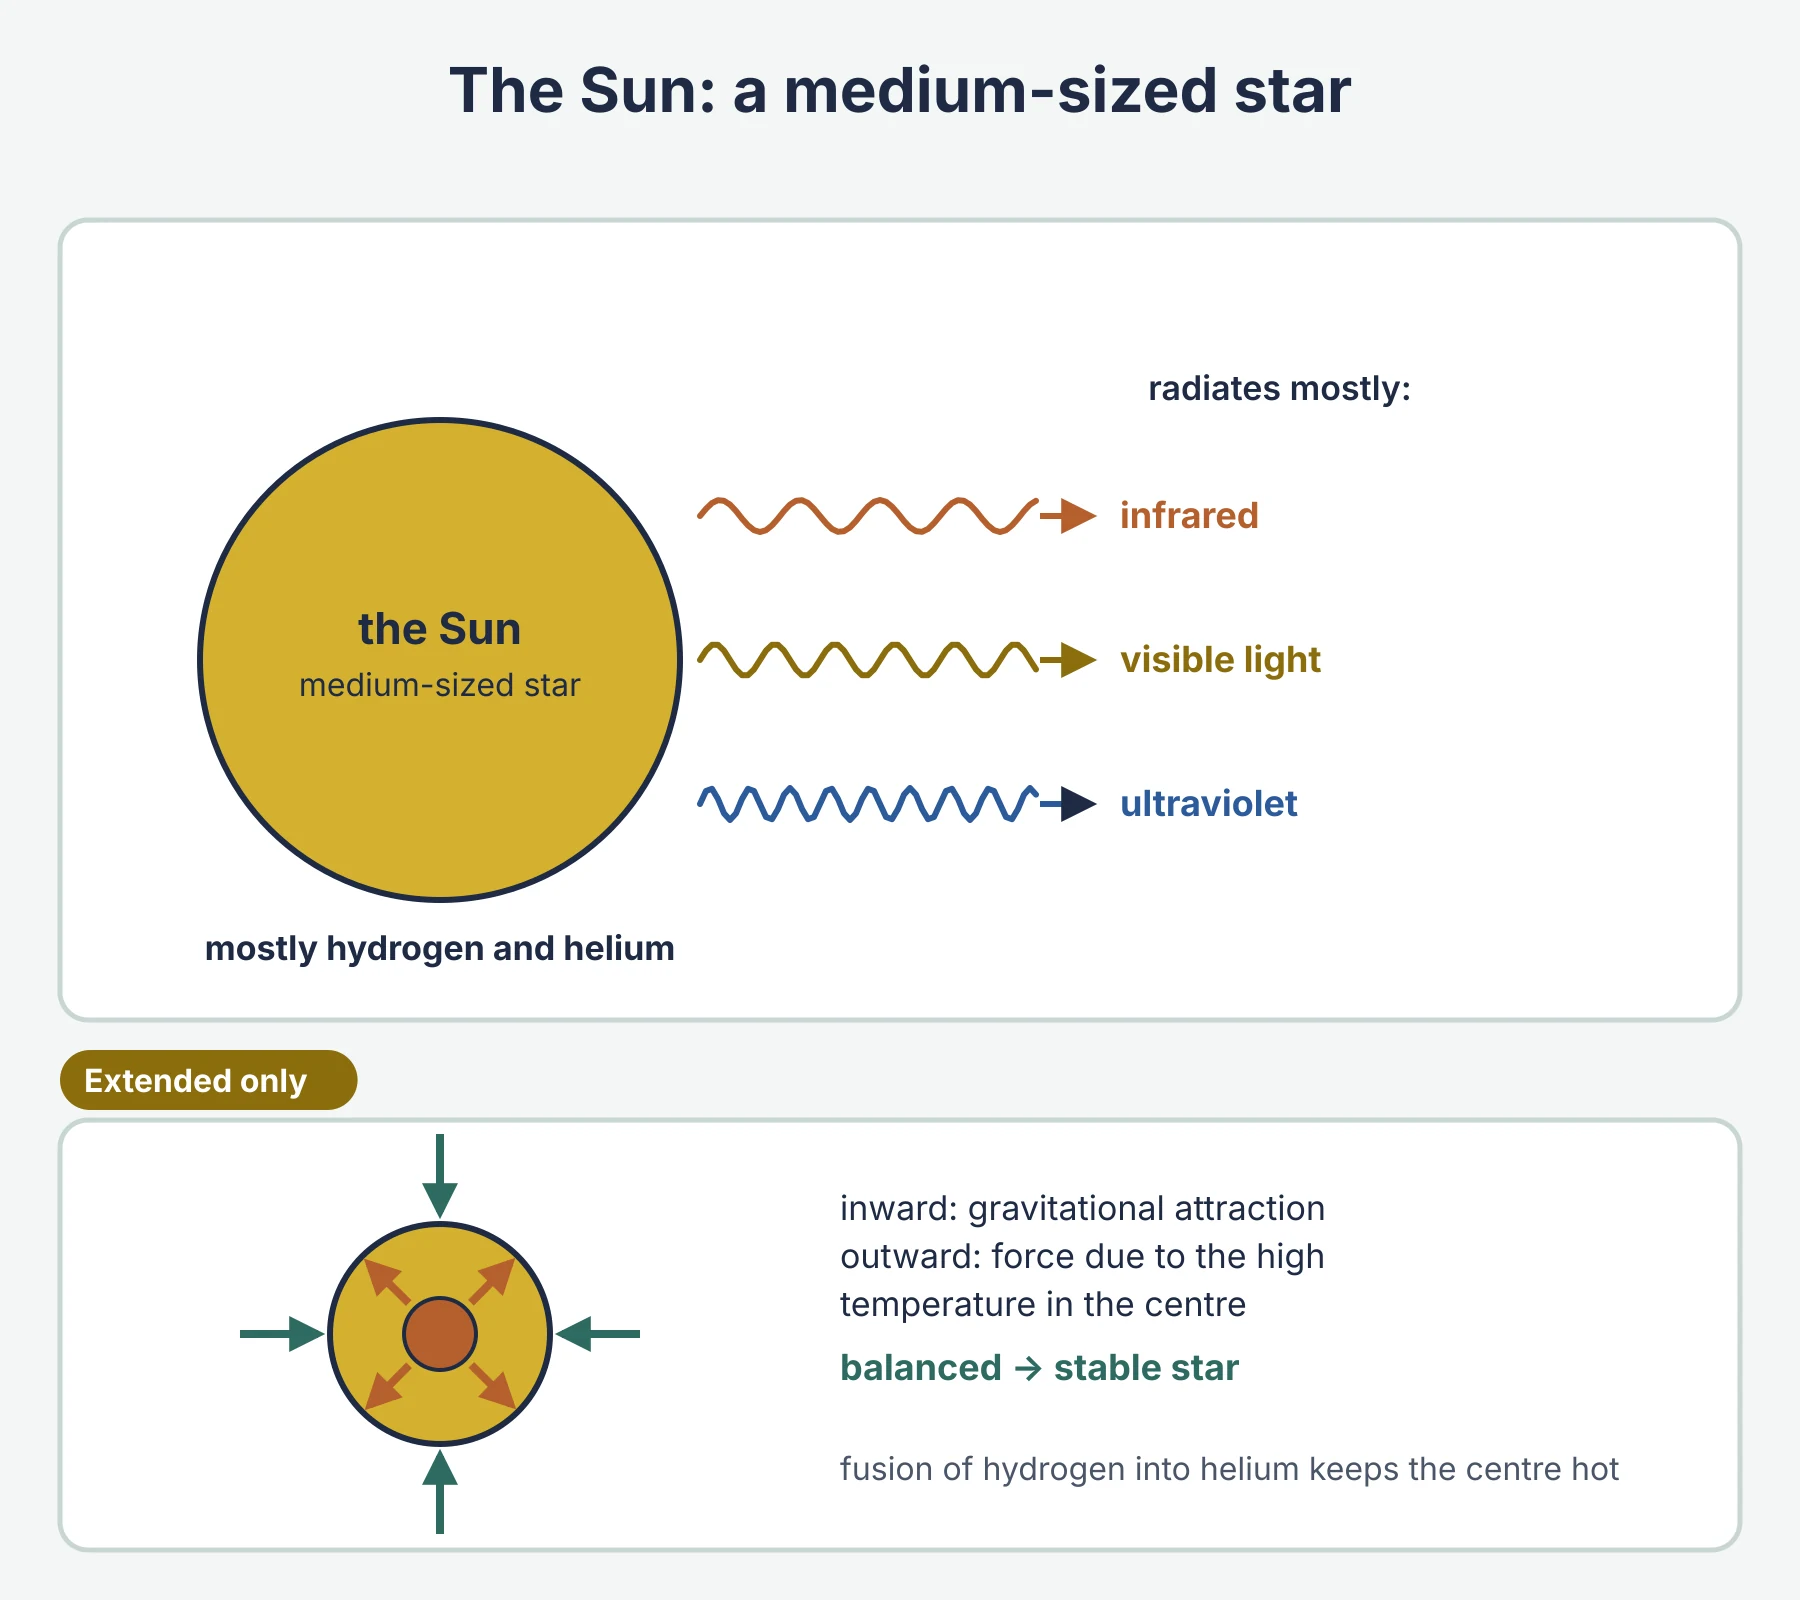 The Sun: a medium-sized star
radiates mostly:
infrared
the Sun
medium-sized star
visible light
ultraviolet
mostly hydrogen and helium
Extended only
inward: gravitational attraction
outward: force due to the high
temperature in the centre
balanced → stable star
fusion of hydrogen into helium keeps the centre hot